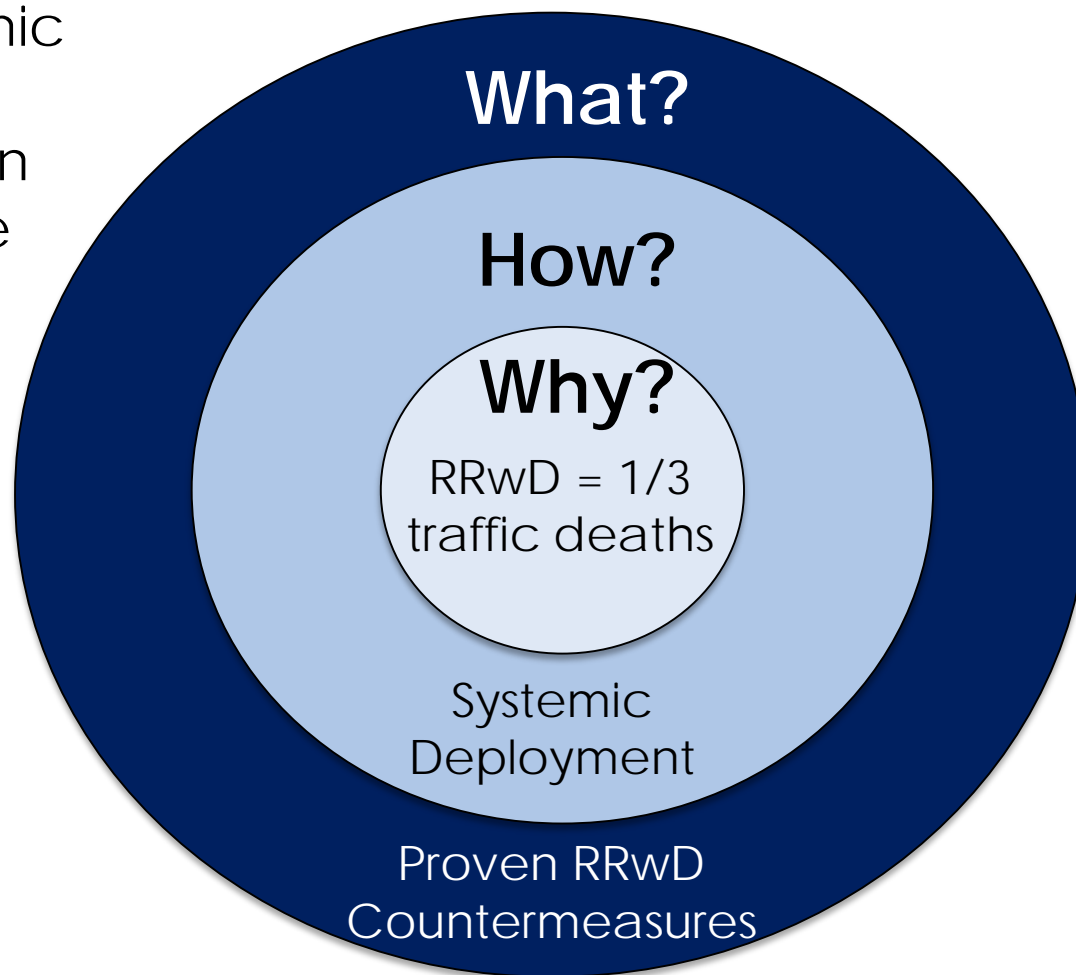 What?
How?
Why?
RRwD = 1/3
traffic deaths
Systemic
Deployment
Proven RRwD
Countermeasures